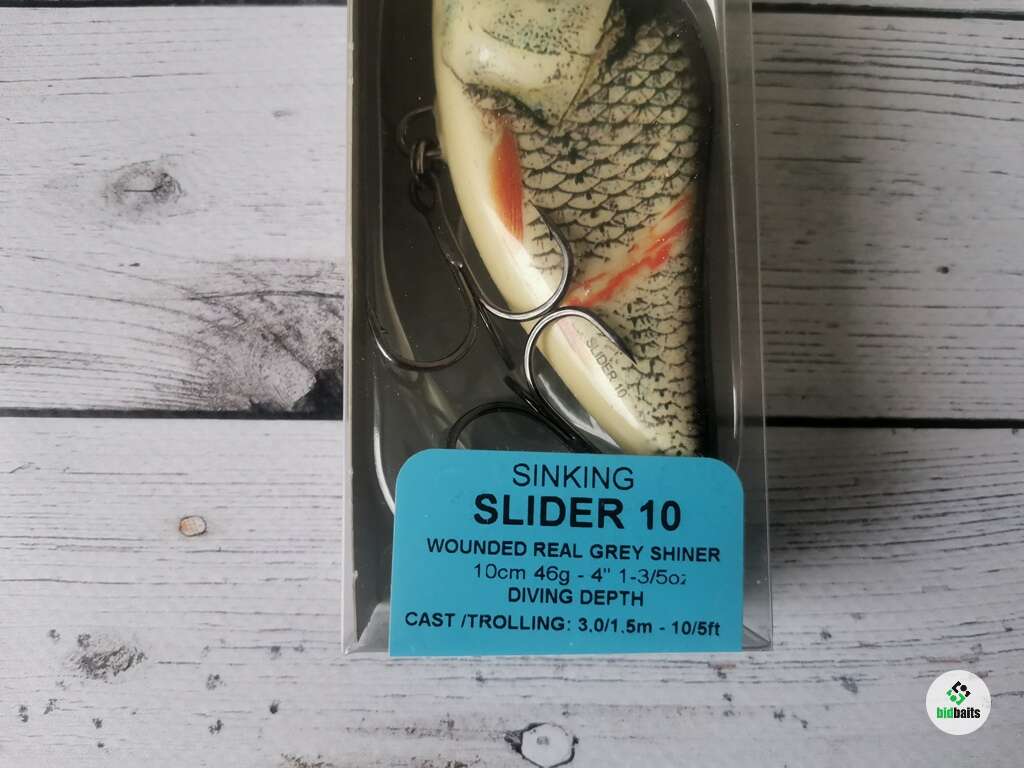 SLIDER 10
SINKING
SLIDER 10
WOUNDED REAL GREY SHINER
10cm 46g - 4" 1-3/5oz
DIVING DEPTH
CAST /TROLLING: 3,0/1,5m - 10/5ft
bidbaits